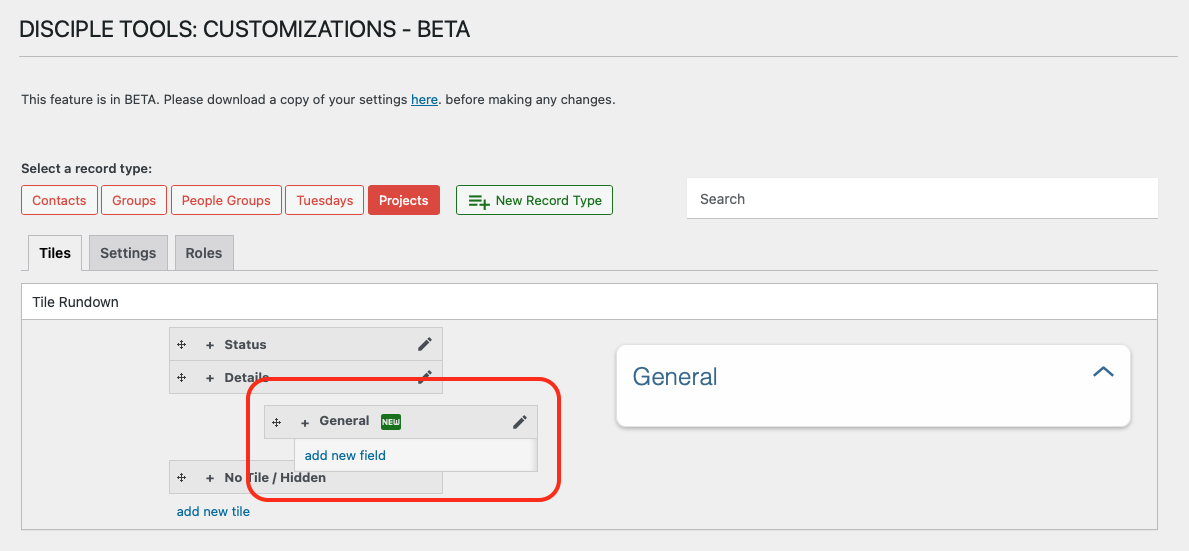 DISCIPLE TOOLS: CUSTOMIZATIONS - BETA
This feature is in BETA. Please download a copy of your settings here. before making any changes.
Select a record type:
Contacts Groups People Groups Tuesdays Projects New Record Type Search
Tiles Settings Roles
Tile Rundown
+ Status
+ Details
General
+ General NEW
add new field
+ No Tile / Hidden
add new tile